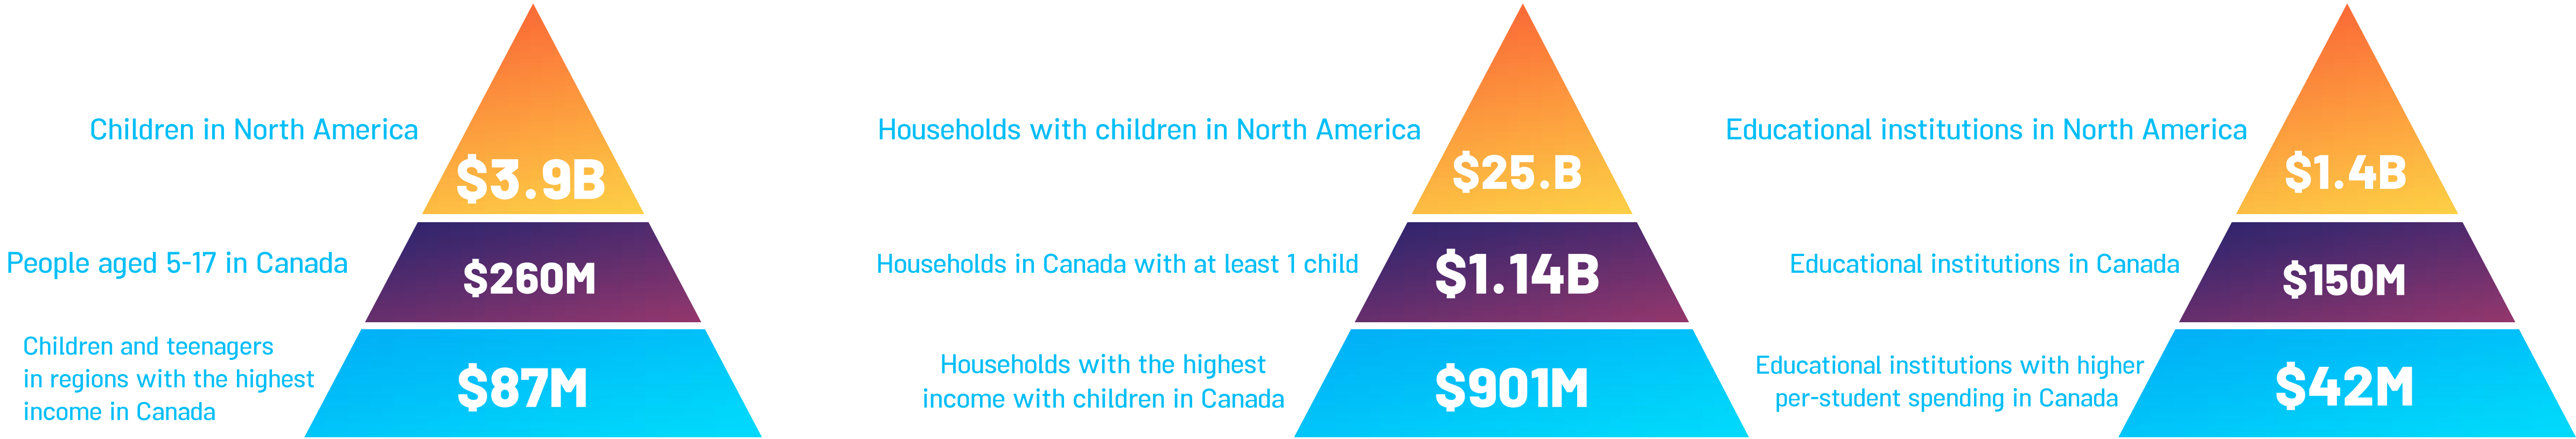 Children in North America
$3.9B
People aged 5-17 in Canada
$260M
Children and teenagers
in regions with the highest
income in Canada
$87M
Households with children in North America
$25.B
Households in Canada with at least 1 child
$1.14B
Households with the highest
income with children in Canada
$901M
Educational institutions in North America
$1.4B
Educational institutions in Canada
$150M
Educational institutions with higher
per-student spending in Canada
$42M